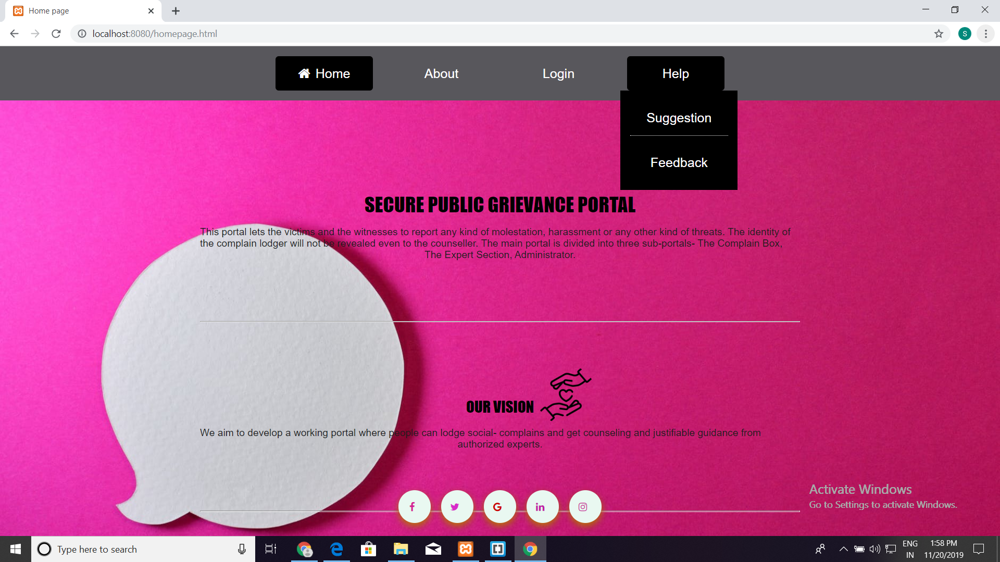 Home page
localhost:8080/homepage.html
S
Home About Login Help
Suggestion
Feedback
SECURE PUBLIC GRIEVANCE PORTAL
This portal lets the victims and the witnesses to report any kind of molestation, harassment or any other kind of threats. The identity of
the complain lodger will not be revealed even to the counseller. The main portal is divided into three sub-portals- The Complain Box,
The Expert Section, Administrator.
OUR VISION
We aim to develop a working portal where people can lodge social- complains and get counseling and justifiable guidance from
authorized experts.
Activate Windows
Go to Settings to activate Windows.
Type here to search
ENG
IN
1:58 PM
11/20/2019